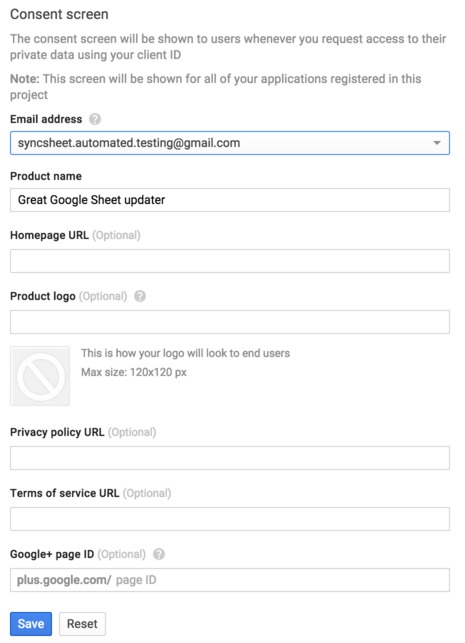 Consent screen
The consent screen will be shown to users whenever you request access to their
private data using your client ID
Note: This screen will be shown for all of your applications registered in this
project
Email address ?
syncsheet.automated.testing@gmail.com
Product name
Great Google Sheet updater
Homepage URL (Optional)
Product logo (Optional) ?
This is how your logo will look to end users
Max size: 120x120 px
Privacy policy URL (Optional)
Terms of service URL (Optional)
Google+ page ID (Optional) ?
plus.google.com/ page ID
Save Reset